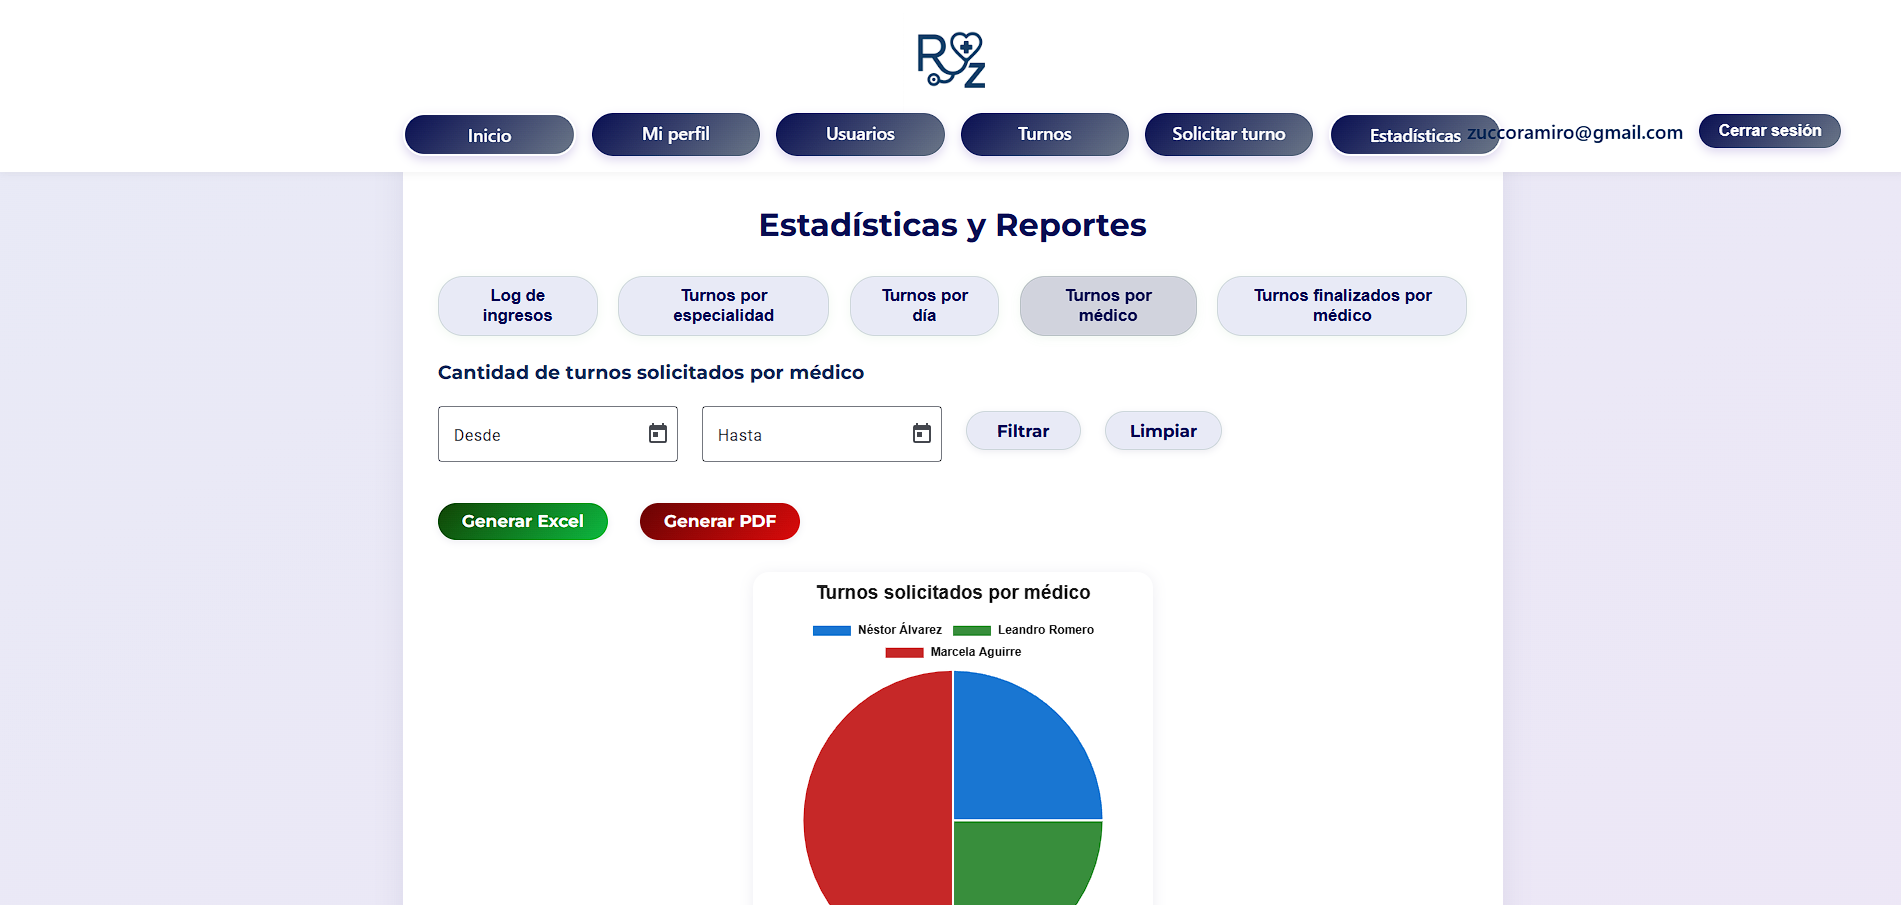 RZ
Inicio
Mi perfil
Usuarios
Turnos
Solicitar turno
Estadísticas
zuccoramiro@gmail.com
Cerrar sesión
Estadísticas y Reportes
Log de
ingresos
Turnos por
especialidad
Turnos por
día
Turnos por
médico
Turnos finalizados por
médico
Cantidad de turnos solicitados por médico
Desde
Hasta
Filtrar
Limpiar
Generar Excel
Generar PDF
Turnos solicitados por médico
Néstor Álvarez
Leandro Romero
Marcela Aguirre